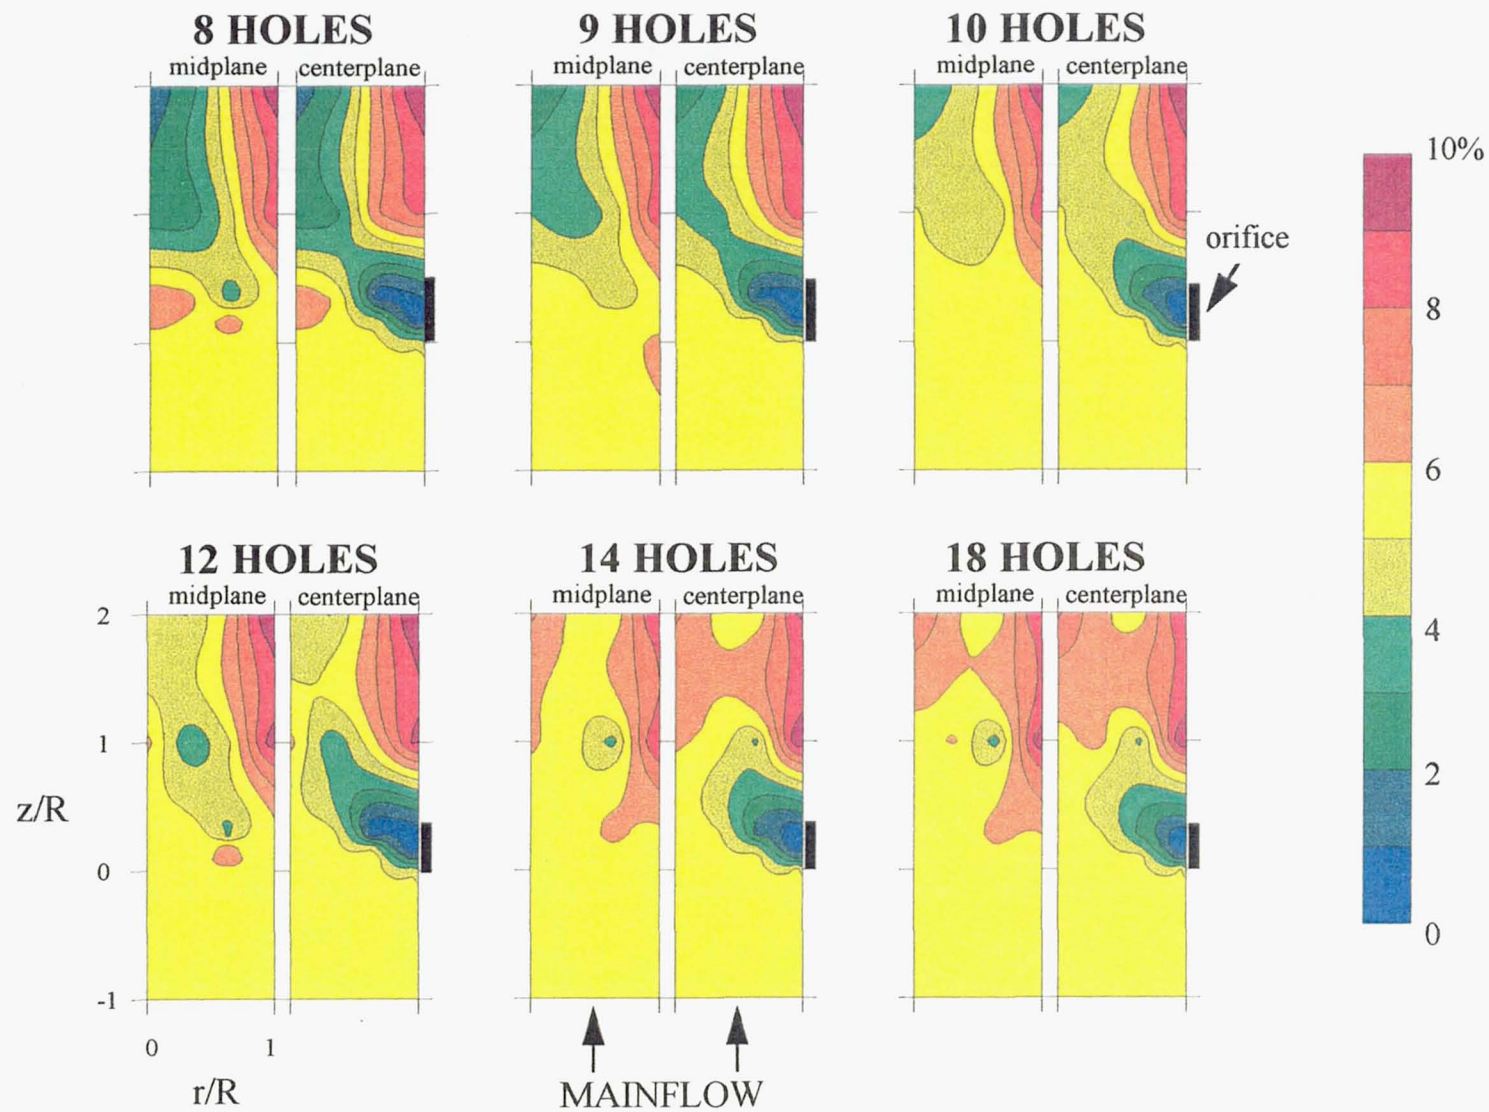 8 HOLES
midplane centerplane
9 HOLES
midplane centerplane
10 HOLES
midplane centerplane
orifice
10%
8
6
4
2
0
12 HOLES
midplane centerplane
14 HOLES
midplane centerplane
18 HOLES
midplane centerplane
2
1
z/R
0
-1
0 1
r/R
MAINFLOW